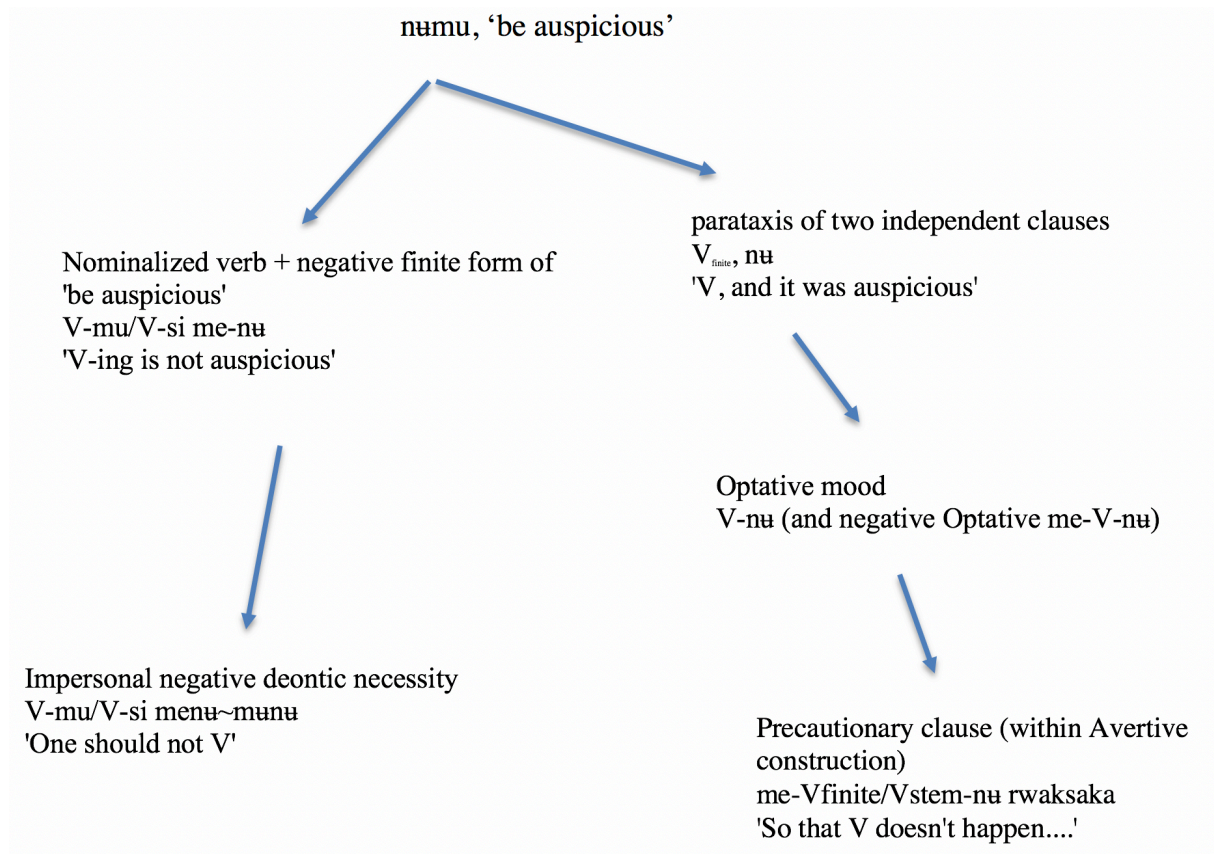 nʉmu, ‘be auspicious’
Nominalized verb + negative finite form of
'be auspicious'
V-mu/V-si me-nʉ
'V-ing is not auspicious'
parataxis of two independent clauses
Vfinite, nʉ
'V, and it was auspicious'
Optative mood
V-nʉ (and negative Optative me-V-nʉ)
Impersonal negative deontic necessity
V-mu/V-si menʉ~mʉnʉ
'One should not V'
Precautionary clause (within Avertive
construction)
me-Vfinite/Vstem-nʉ rwaksaka
'So that V doesn't happen....'